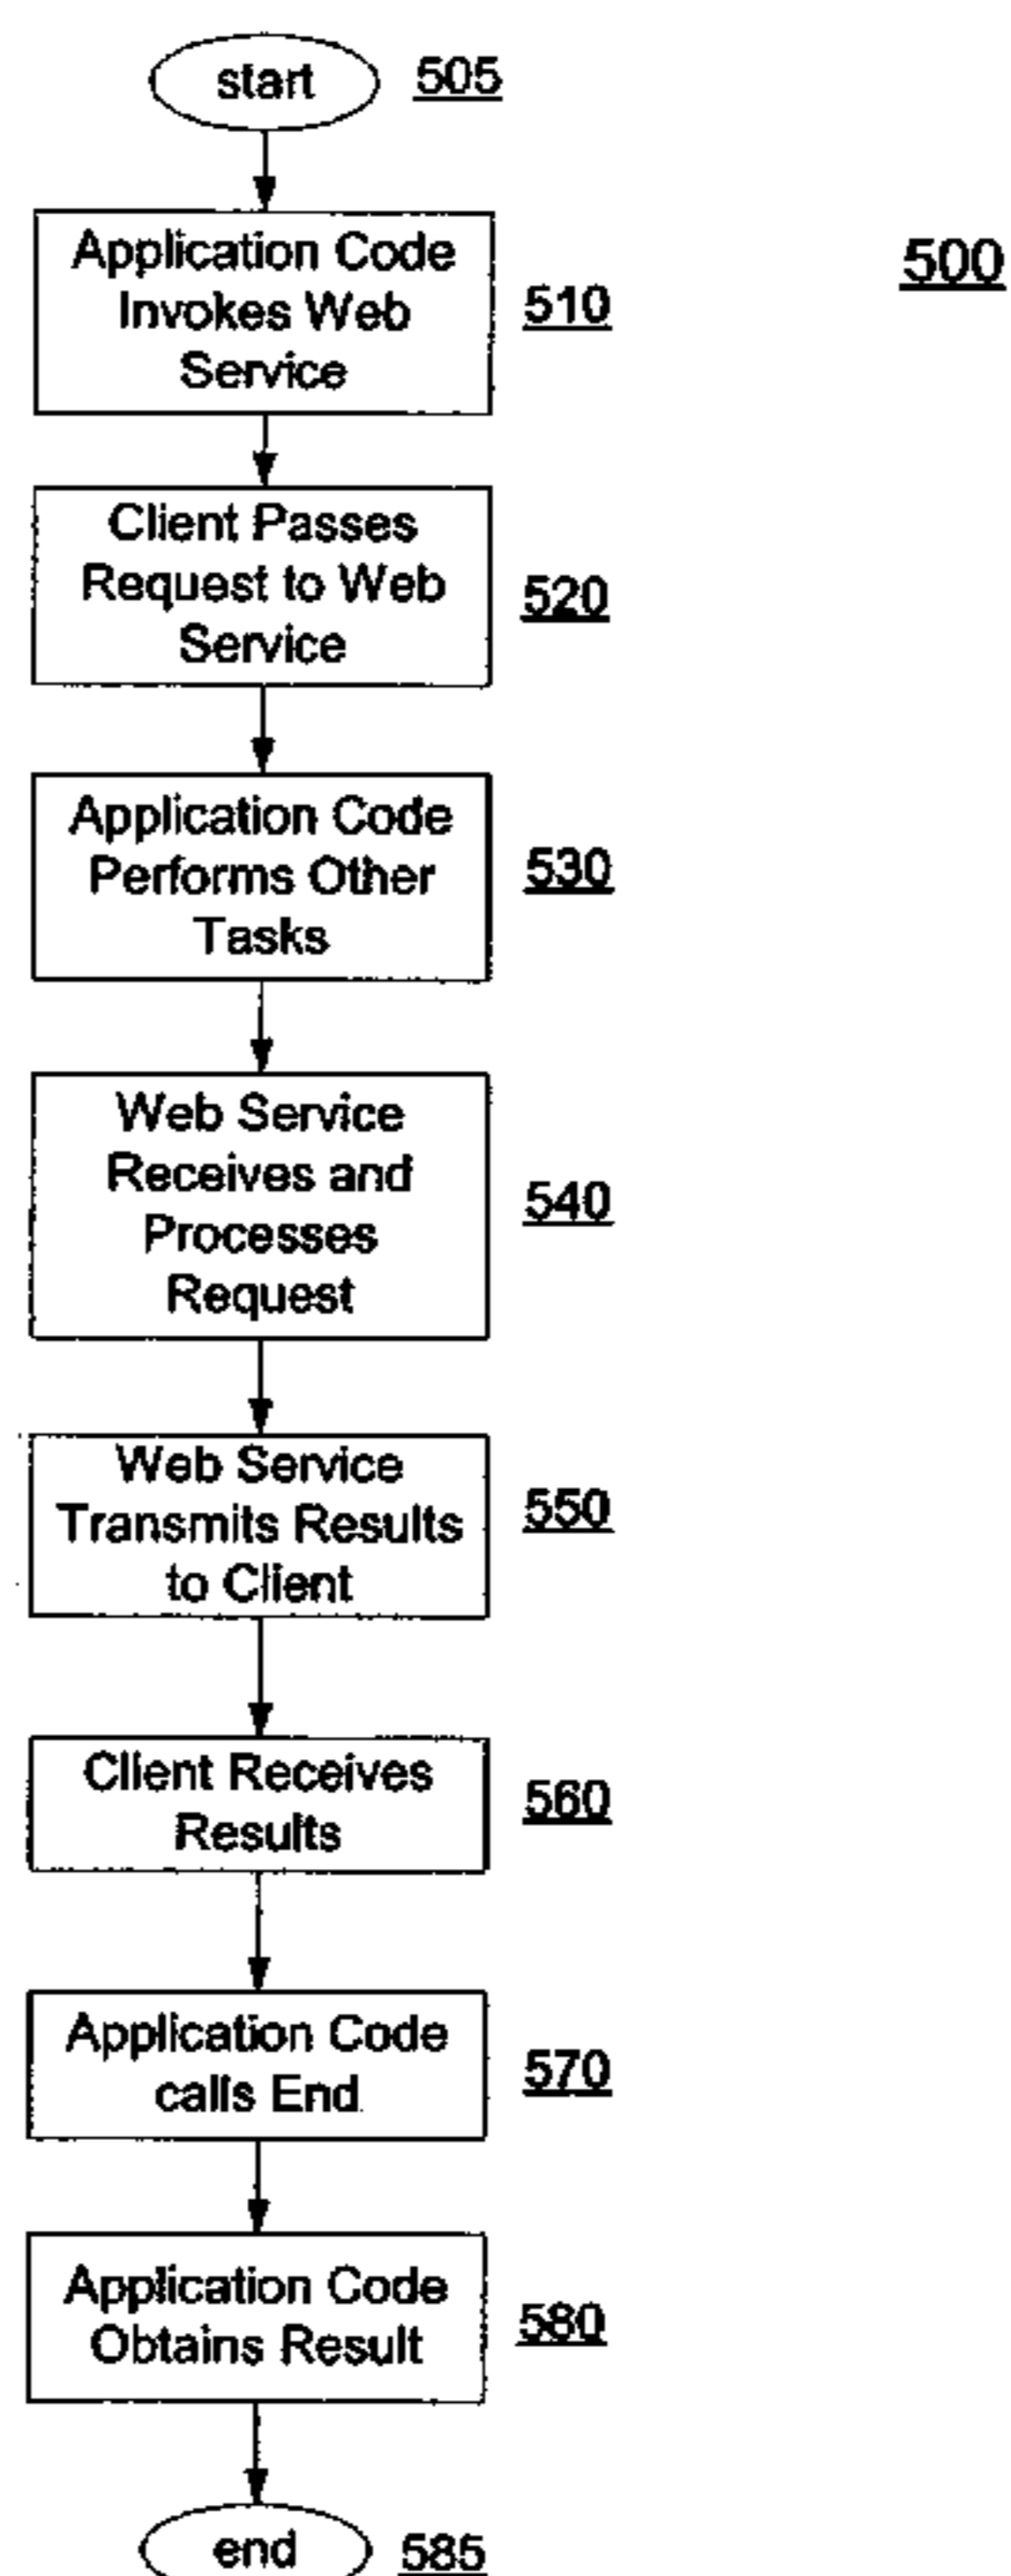 start
505
500
Application Code
Invokes Web
Service
510
Client Passes
Request to Web
Service
520
Application Code
Performs Other
Tasks
530
Web Service
Receives and
Processes
Request
540
Web Service
Transmits Results
to Client
550
Client Receives
Results
560
Application Code
calls End
570
Application Code
Obtains Result
580
end
585